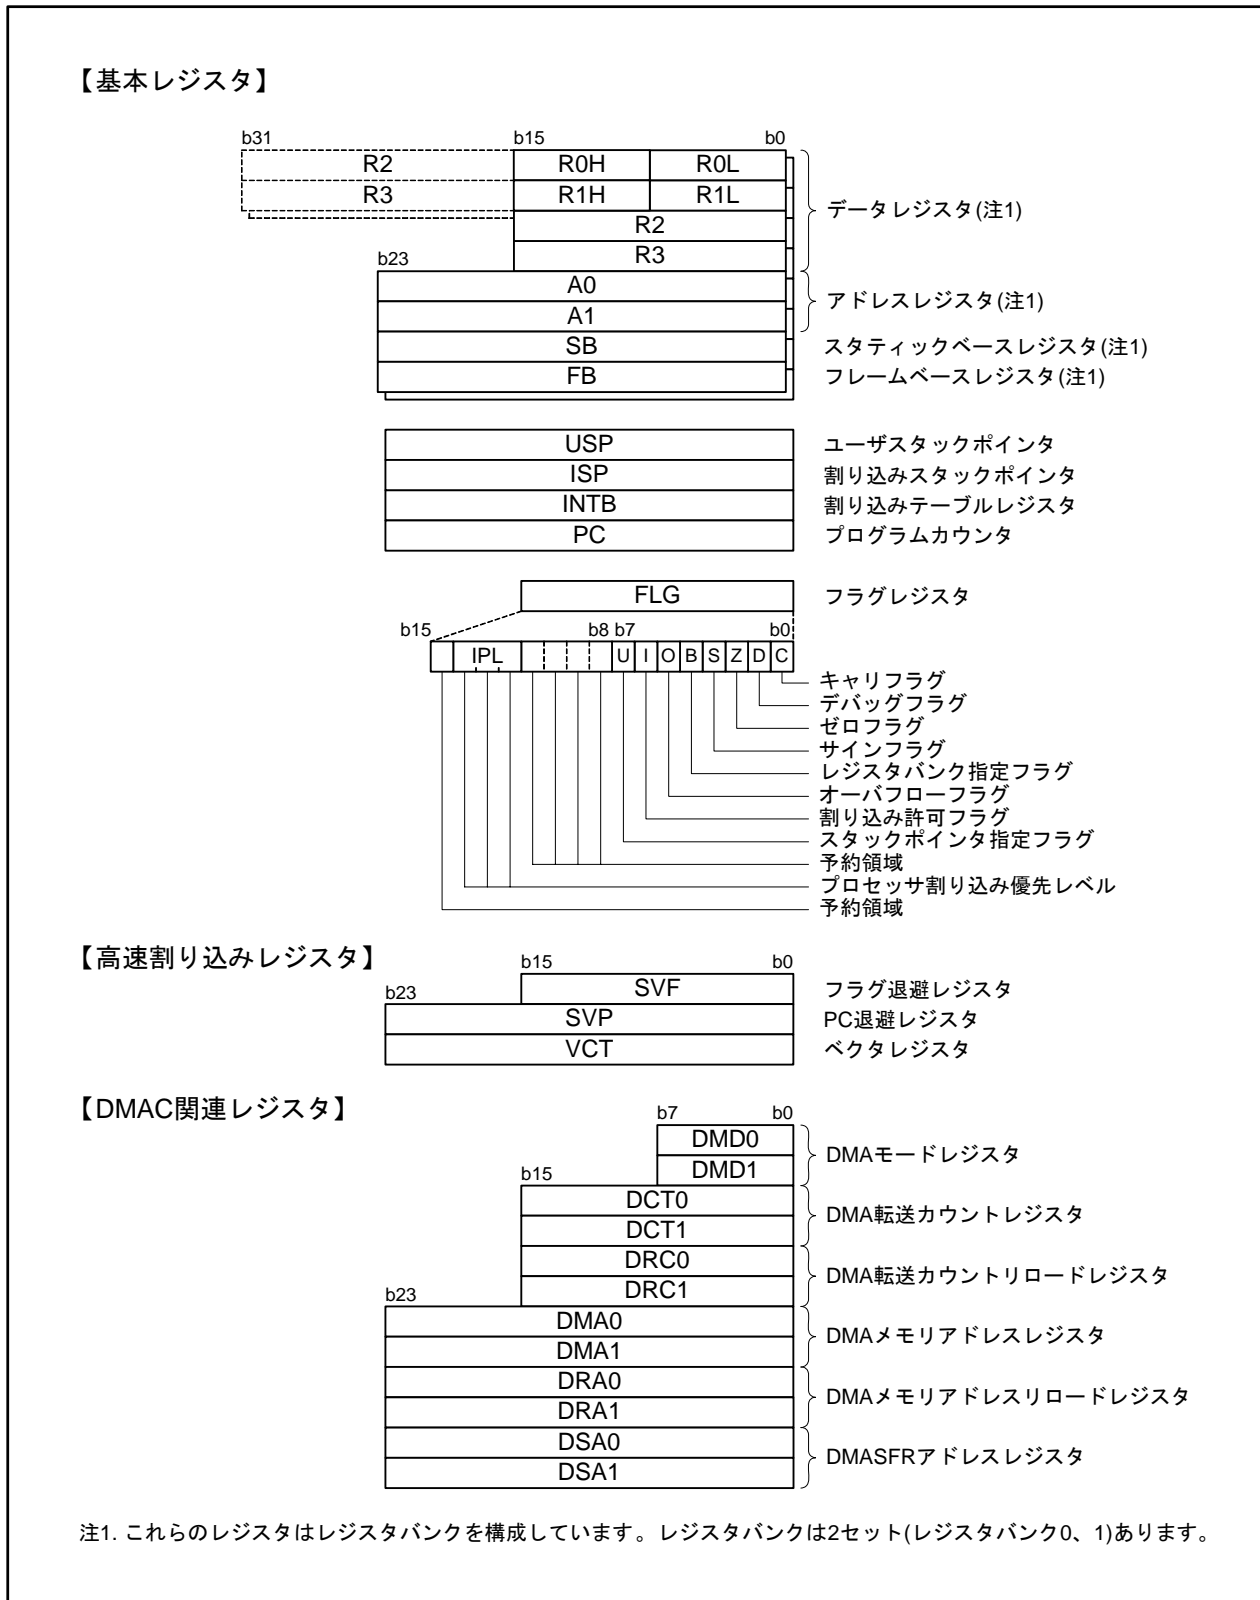 【基本レジスタ】
b31 b15 b0
R2 R0H R0L
R3 R1H R1L
データレジスタ(注1)
R2
R3
b23
A0
アドレスレジスタ(注1)
A1
SB スタティックベースレジスタ(注1)
FB フレームベースレジスタ(注1)
USP ユーザスタックポインタ
ISP 割り込みスタックポインタ
INTB 割り込みテーブルレジスタ
PC プログラムカウンタ
FLG フラグレジスタ
b15 b8 b7 b0
IPL U I O B S Z D C
キャリフラグ
デバッグフラグ
ゼロフラグ
サインフラグ
レジスタバンク指定フラグ
オーバフローフラグ
割り込み許可フラグ
スタックポインタ指定フラグ
予約領域
プロセッサ割り込み優先レベル
予約領域
【高速割り込みレジスタ】
b15 b0
SVF フラグ退避レジスタ
b23
SVP PC退避レジスタ
VCT ベクタレジスタ
【DMAC関連レジスタ】
b7 b0
DMD0
DMAモードレジスタ
DMD1
b15
DCT0
DMA転送カウントレジスタ
DCT1
DRC0
DMA転送カウントリロードレジスタ
DRC1
b23
DMA0
DMAメモリアドレスレジスタ
DMA1
DRA0
DMAメモリアドレスリロードレジスタ
DRA1
DSA0
DMASFRアドレスレジスタ
DSA1
注1. これらのレジスタはレジスタバンクを構成しています。レジスタバンクは2セット(レジスタバンク0、1)あります。